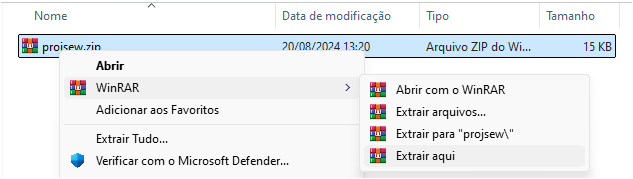 Nome Data de modificação Tipo Tamanho
projsew.zip 20/08/2024 13:20 Arquivo ZIP do Wi... 15 KB
Abrir
WinRAR
Adicionar aos Favoritos
Extrair Tudo...
Verificar com o Microsoft Defender...
Abrir com o WinRAR
Extrair arquivos...
Extrair para "projsew\"
Extrair aqui